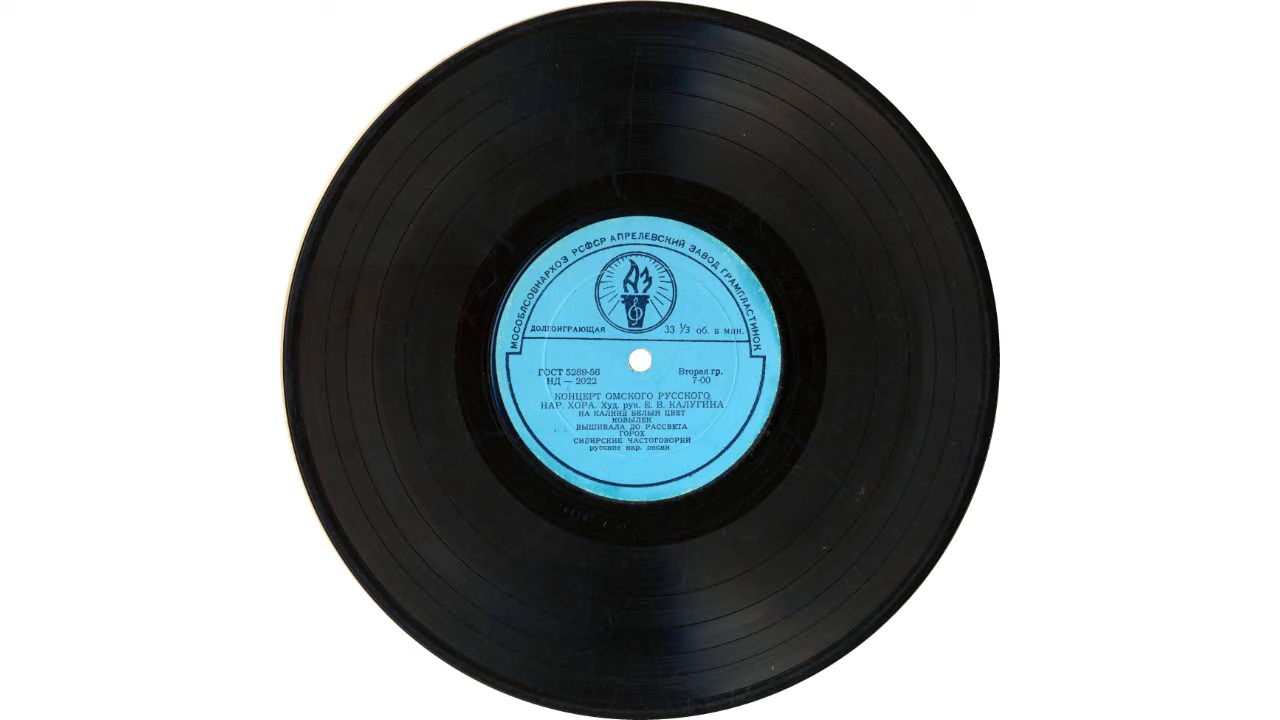 МОСОБЛСОВНАРХОЗ РСФСР АПРЕЛЕВСКИЙ ЗАВОД ГРАМПЛАСТИНОК
АЗ
ДОЛГОИГРАЮЩАЯ 33 1/3 об. в мин.
ГОСТ 5289-56 Вторая гр.
НД — 2022 7-00
КОНЦЕРТ ОМСКОГО РУССКОГО
НАР. ХОРА. Худ. рук. Е. В. КАЛУГИНА
НА КАЛИНЕ БЕЛЫЙ ЦВЕТ
КОВЫЛЕК
ВЫШИВАЛА ДО РАССВЕТА
ГОРОХ
СИБИРСКИЕ ЧАСТОГОВОРКИ
русские нар. песни